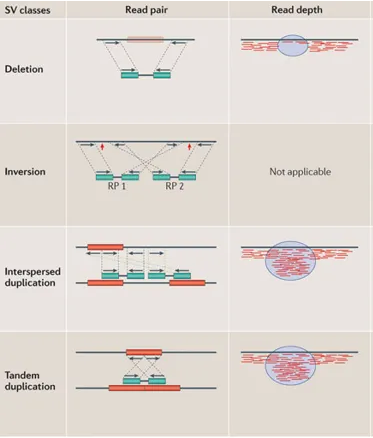 SV classes Read pair Read depth
Deletion
Inversion
RP 1 RP 2
Not applicable
Interspersed
duplication
Tandem
duplication